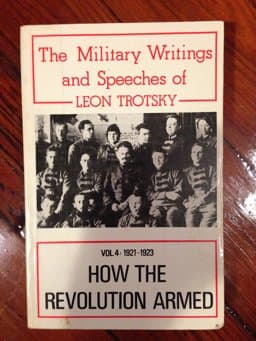 The Military Writings
and Speeches of
LEON TROTSKY
VOL 4: 1921-1923
HOW THE
REVOLUTION ARMED